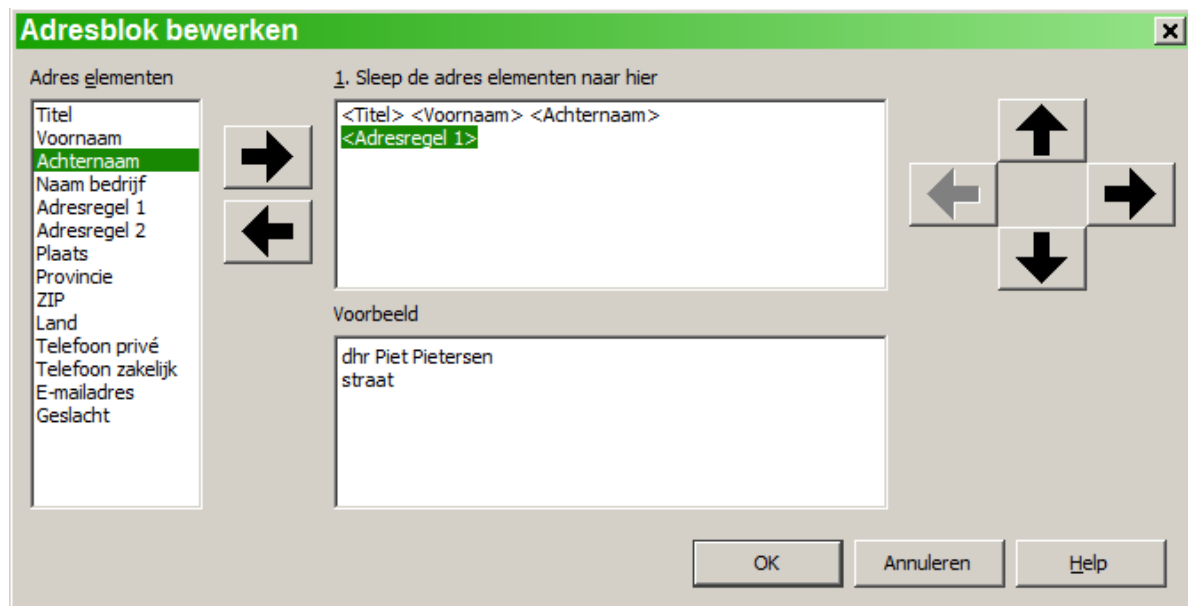 Adresblok bewerken
Adres elementen
Titel
Voornaam
Achternaam
Naam bedrijf
Adresregel 1
Adresregel 2
Plaats
Provincie
ZIP
Land
Telefoon privé
Telefoon zakelijk
E-mailadres
Geslacht
1. Sleep de adres elementen naar hier
<Titel> <Voornaam> <Achternaam>
<Adresregel 1>
Voorbeeld
dhr Piet Pietersen
straat
OK
Annuleren
Help